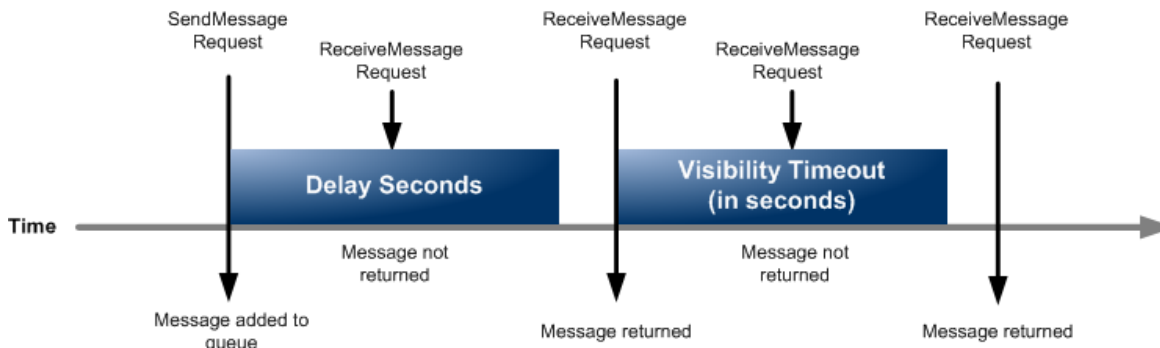 SendMessage
Request
ReceiveMessage
Request
ReceiveMessage
Request
ReceiveMessage
Request
ReceiveMessage
Request
Delay Seconds
Visibility Timeout
(in seconds)
Time
Message not
returned
Message not
returned
Message added to
queue
Message returned
Message returned